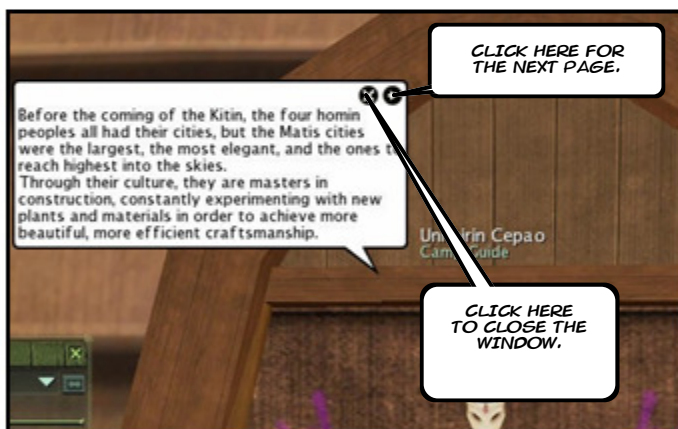 CLICK HERE FOR
THE NEXT PAGE.
Before the coming of the Kitin, the four homin
peoples all had their cities, but the Matis cities
were the largest, the most elegant, and the ones
reach highest into the skies.
Through their culture, they are masters in
construction, constantly experimenting with new
plants and materials in order to achieve more
beautiful, more efficient craftsmanship.
Cepao
Guide
CLICK HERE
TO CLOSE THE
WINDOW.